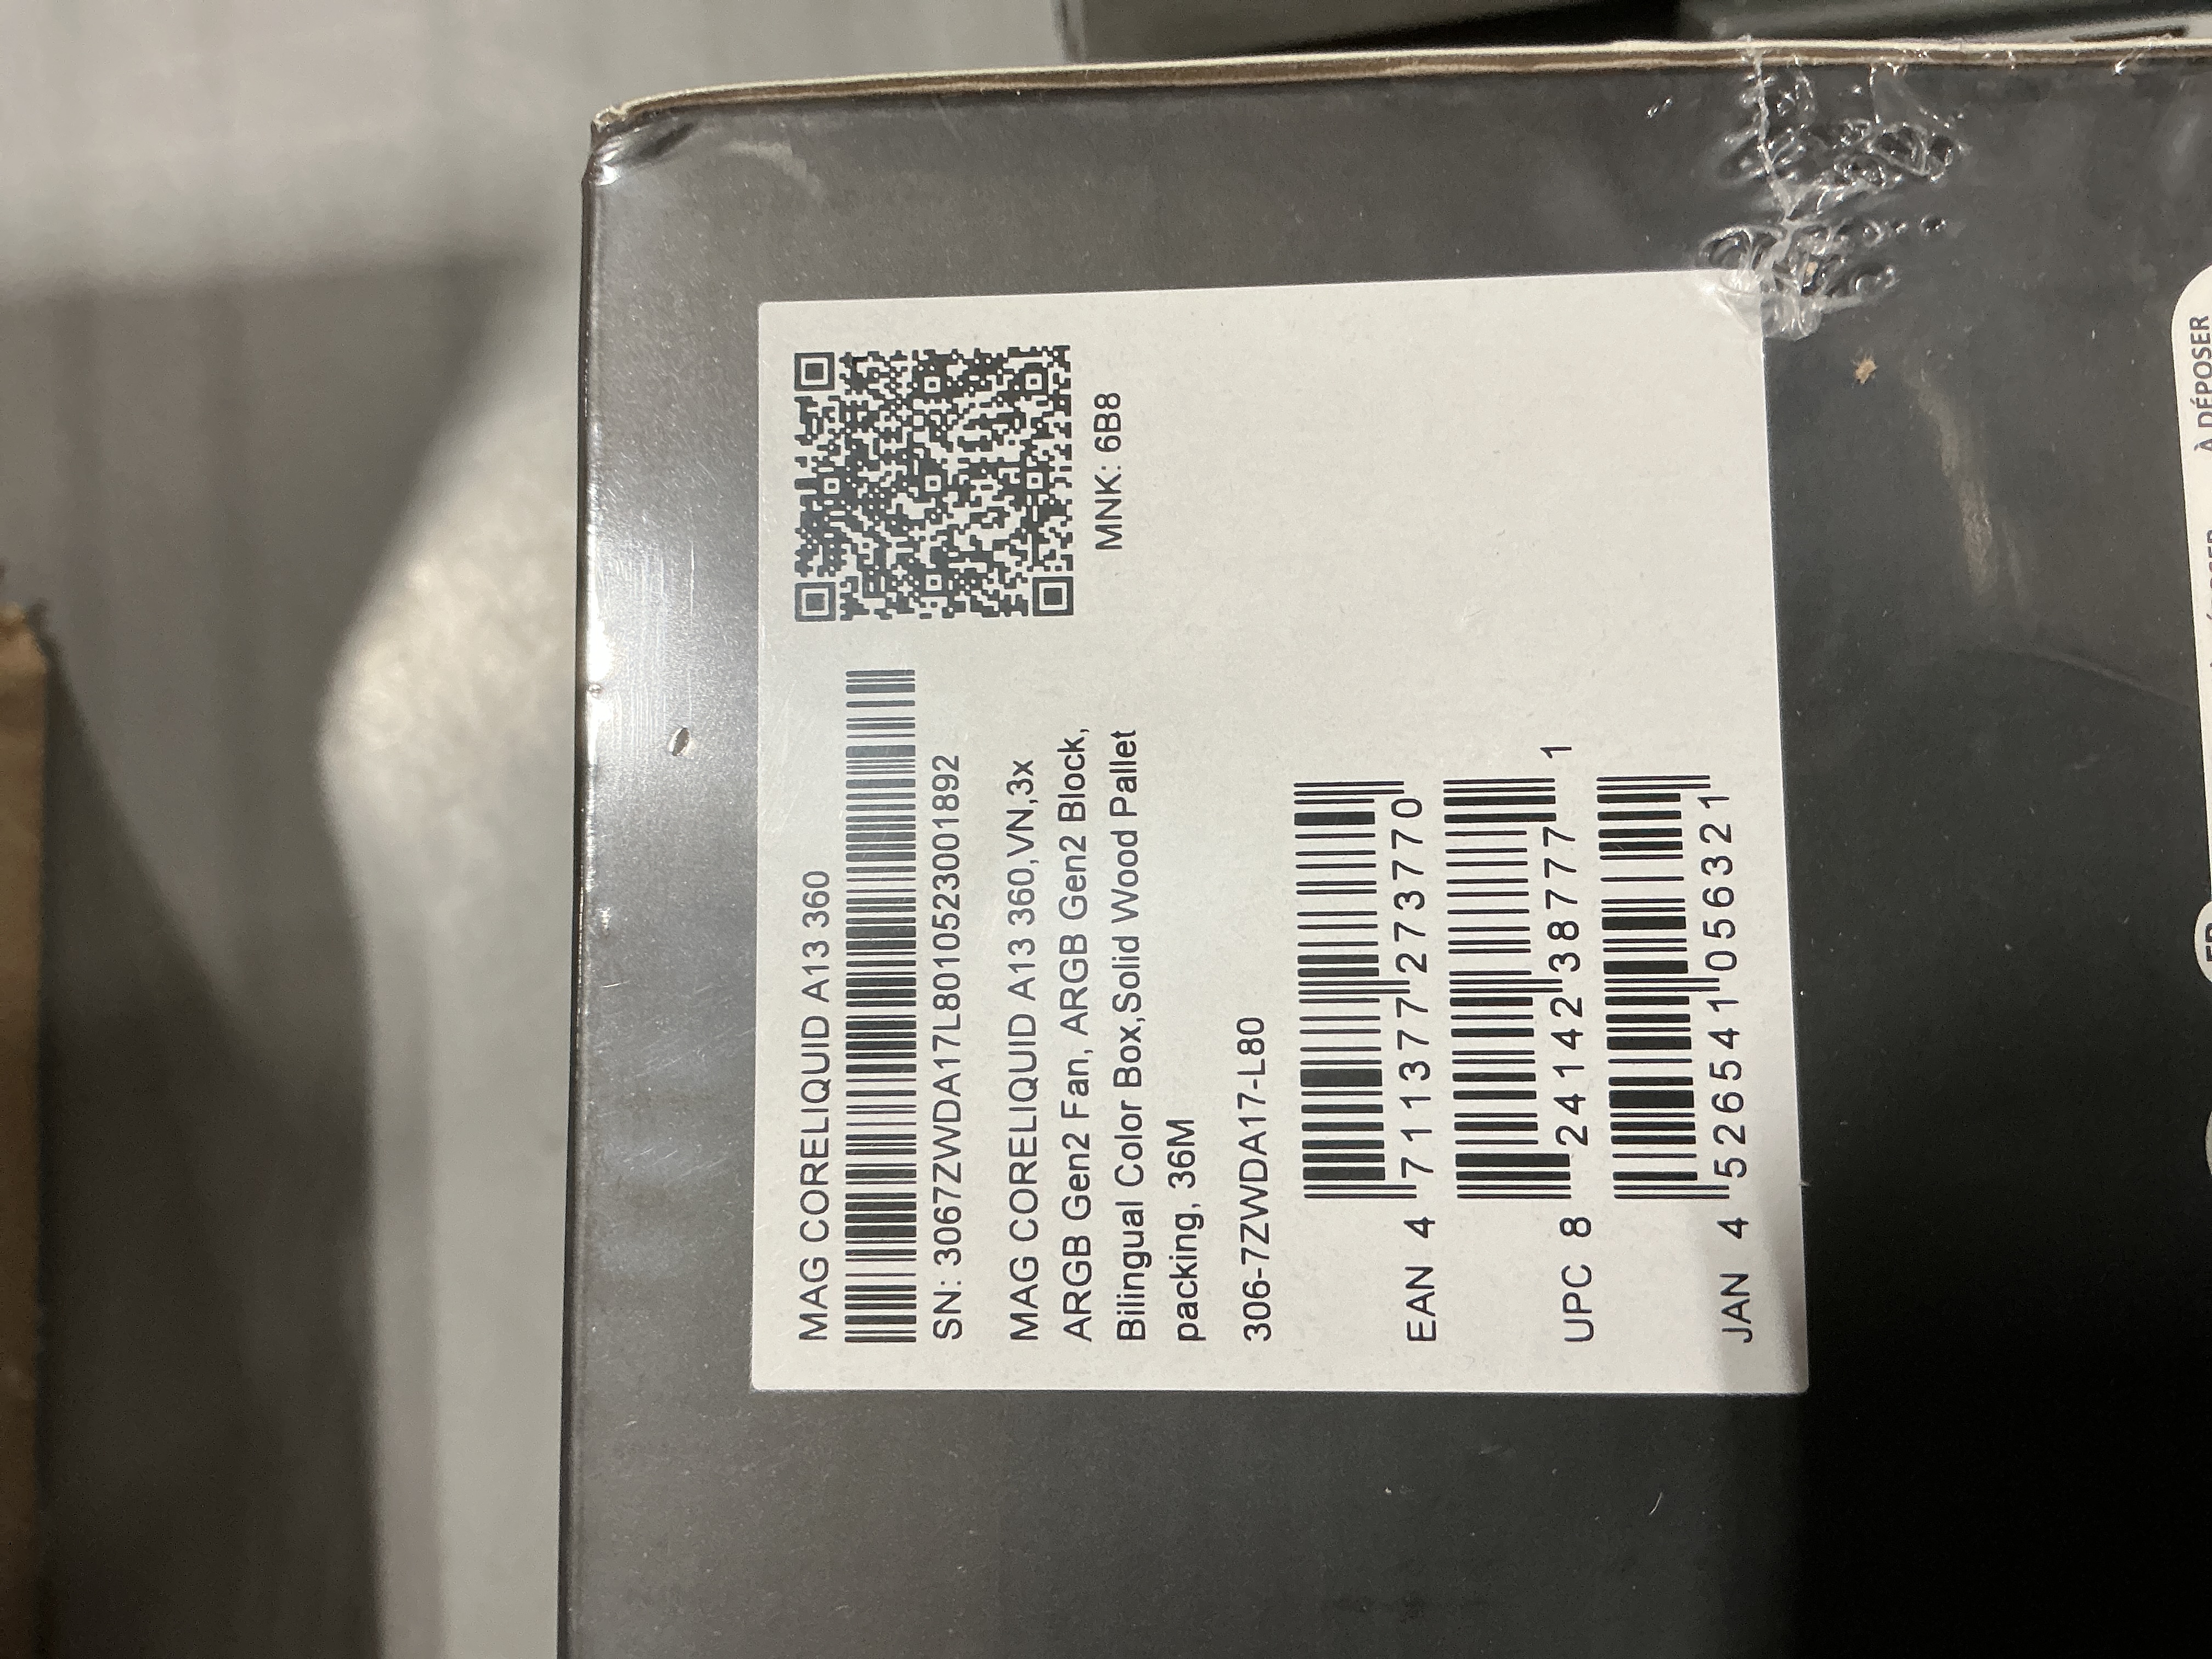 MAG CORELIQUID A13 360
SN: 3067ZWDA17L8010523001892
MAG CORELIQUID A13 360,VN,3x
ARGB Gen2 Fan, ARGB Gen2 Block,
Bilingual Color Box,Solid Wood Pallet
packing, 36M
306-7ZWDA17-L80
MNK: 6B8
EAN 4 711377 273770
UPC 8 24142 38777 1
JAN 4 526541 056321
À DÉPOSER